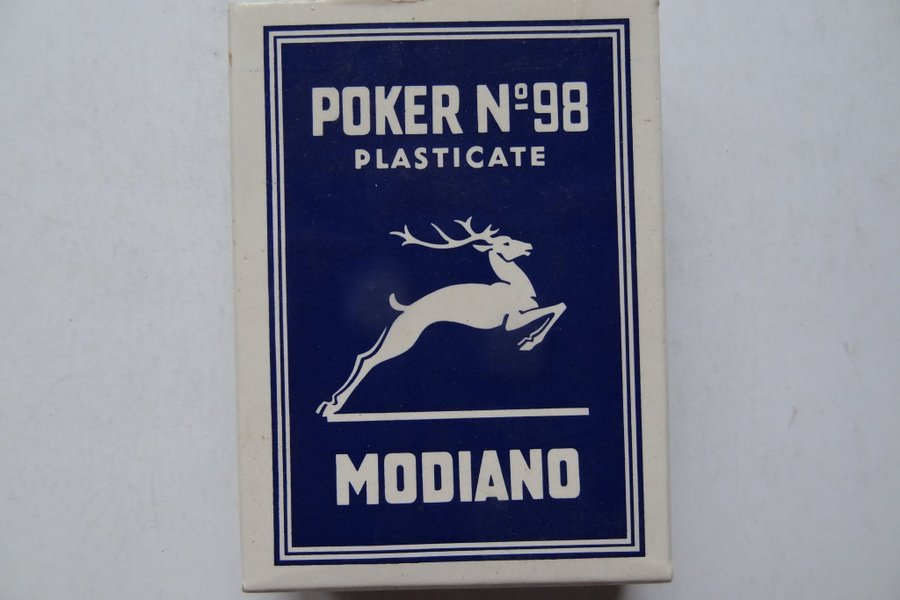 POKER Nº98
PLASTICATE
MODIANO